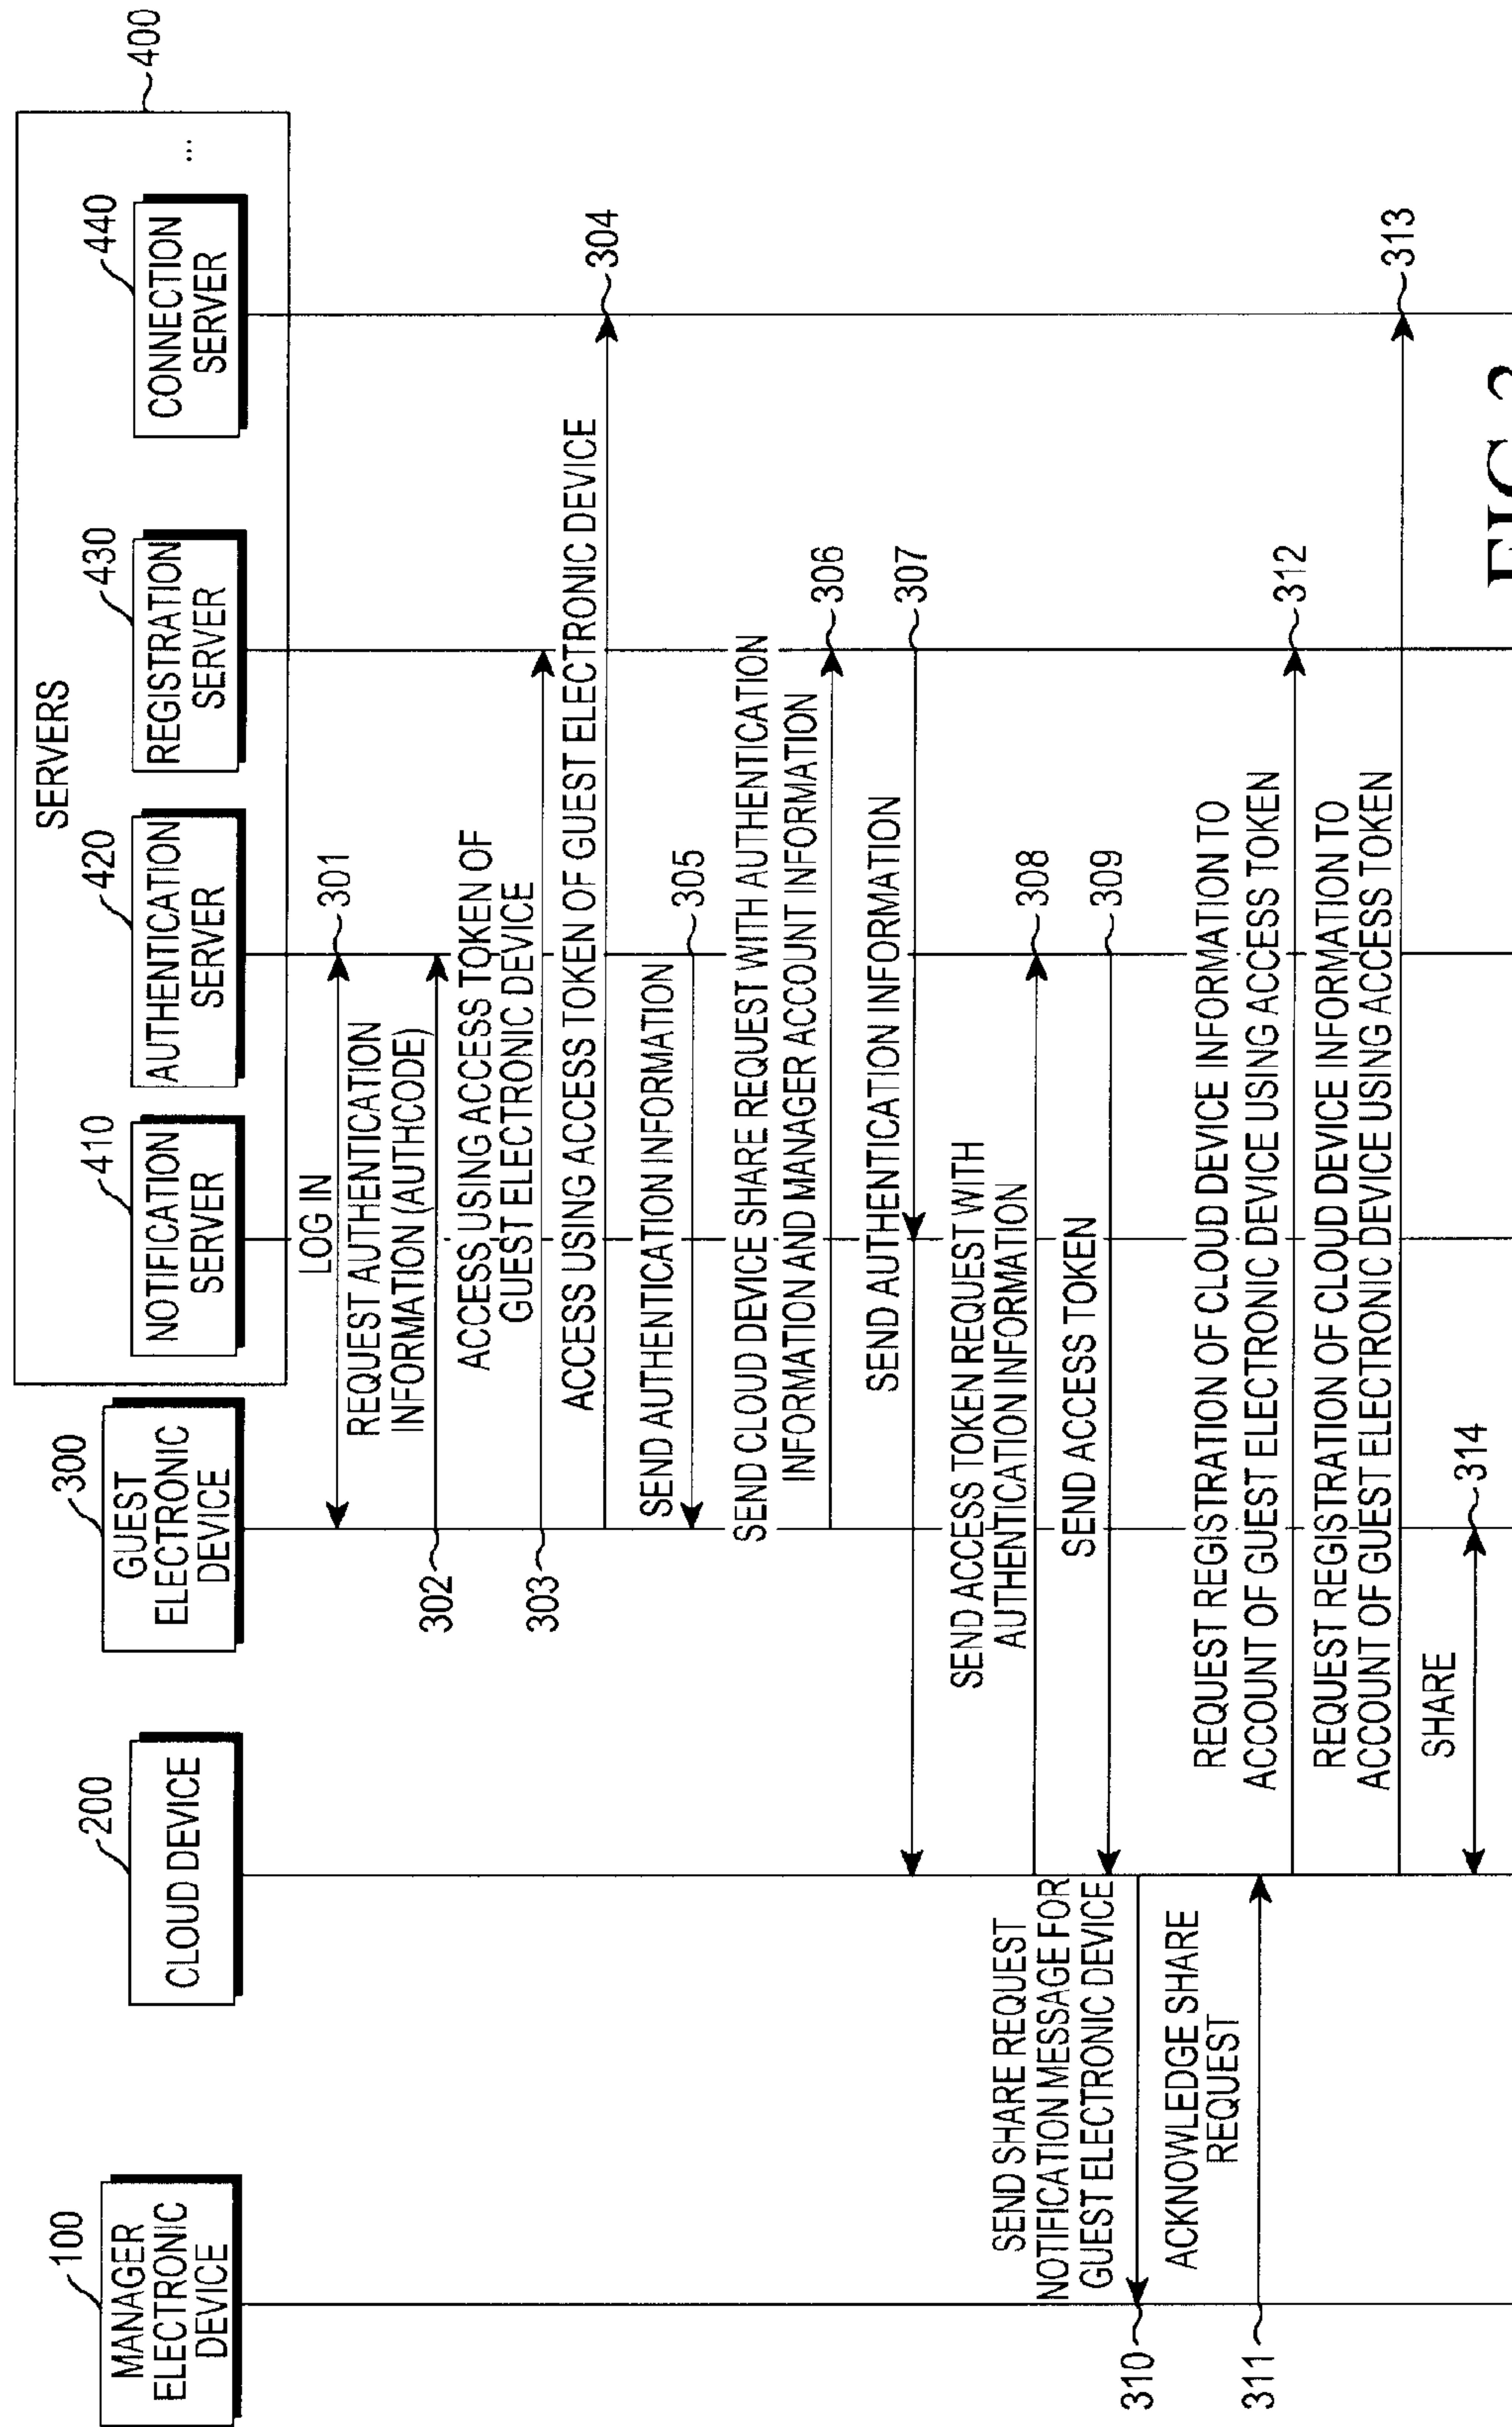 SERVERS
400
100
MANAGER
ELECTRONIC
DEVICE
200
CLOUD DEVICE
300
GUEST
ELECTRONIC
DEVICE
410
NOTIFICATION
SERVER
420
AUTHENTICATION
SERVER
430
REGISTRATION
SERVER
440
CONNECTION
SERVER
...
LOG IN
301
REQUEST AUTHENTICATION
INFORMATION (AUTHCODE)
302
ACCESS USING ACCESS TOKEN OF
GUEST ELECTRONIC DEVICE
303
ACCESS USING ACCESS TOKEN OF GUEST ELECTRONIC DEVICE
304
SEND AUTHENTICATION INFORMATION
305
SEND CLOUD DEVICE SHARE REQUEST WITH AUTHENTICATION
INFORMATION AND MANAGER ACCOUNT INFORMATION
306
SEND AUTHENTICATION INFORMATION
307
SEND ACCESS TOKEN REQUEST WITH
AUTHENTICATION INFORMATION
308
SEND ACCESS TOKEN
309
SEND SHARE REQUEST
NOTIFICATION MESSAGE FOR
GUEST ELECTRONIC DEVICE
310
ACKNOWLEDGE SHARE
REQUEST
311
REQUEST REGISTRATION OF CLOUD DEVICE INFORMATION TO
ACCOUNT OF GUEST ELECTRONIC DEVICE USING ACCESS TOKEN
312
REQUEST REGISTRATION OF CLOUD DEVICE INFORMATION TO
ACCOUNT OF GUEST ELECTRONIC DEVICE USING ACCESS TOKEN
313
SHARE
314